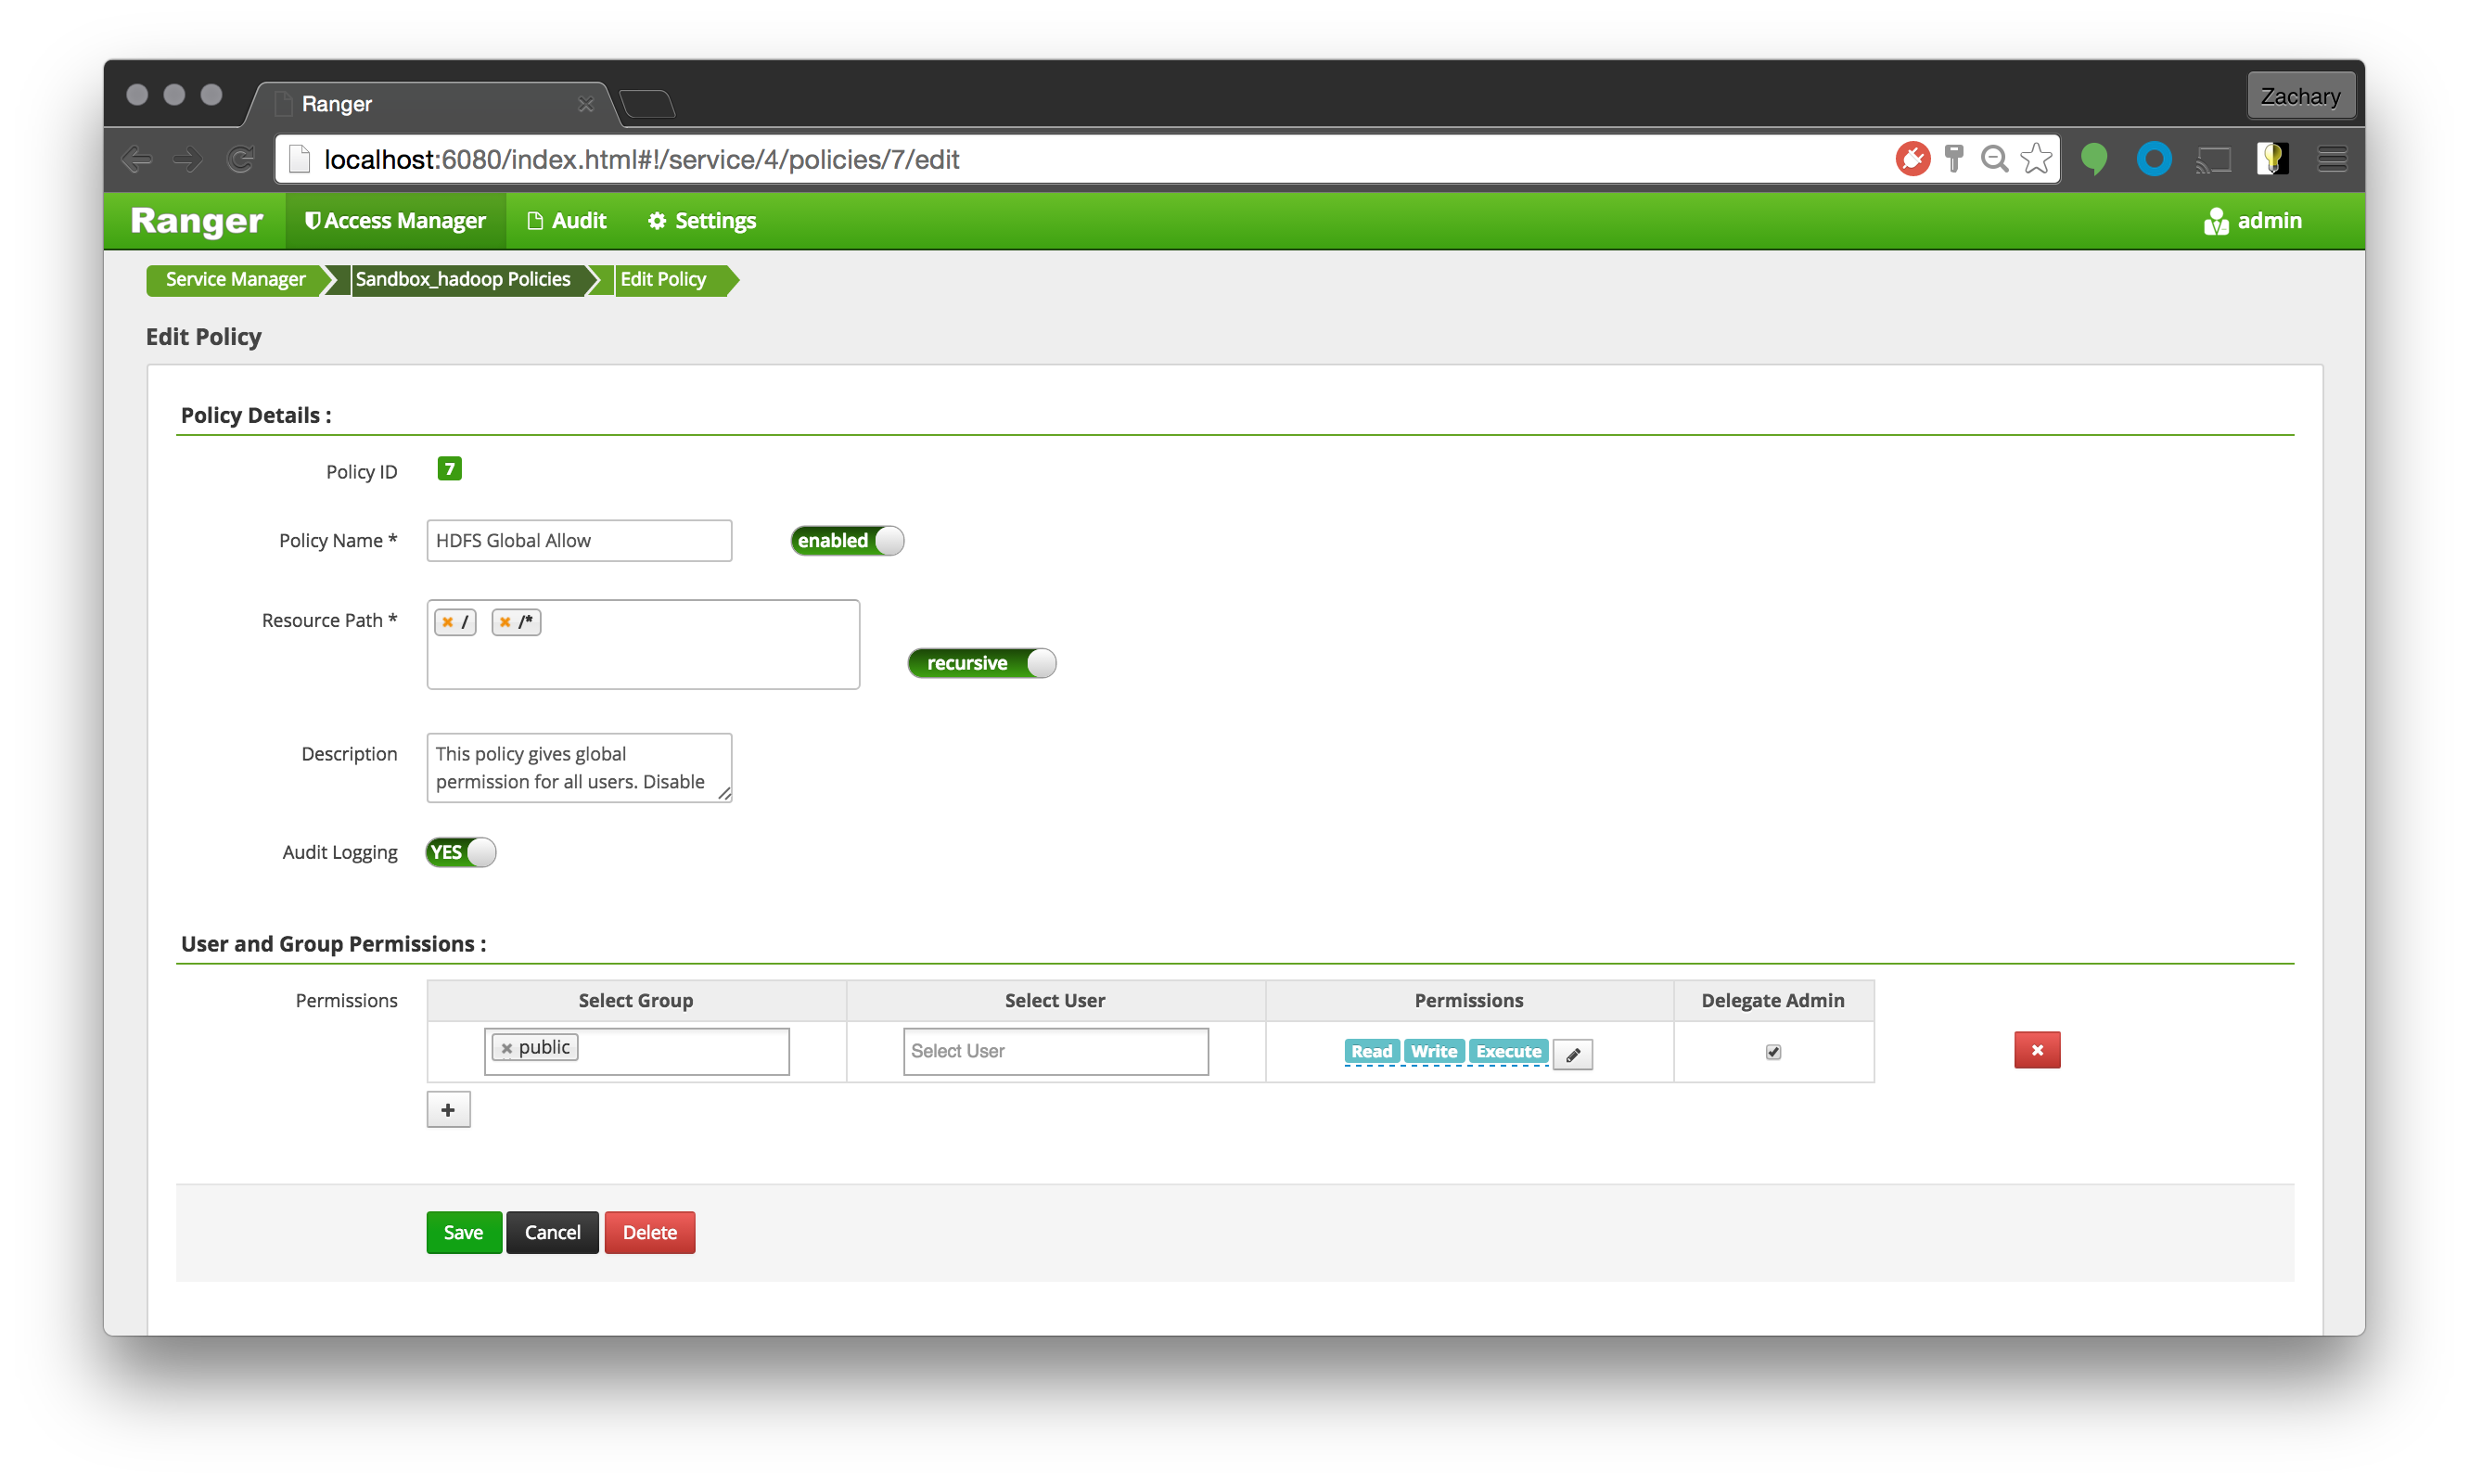 Ranger
Zachary
localhost:6080/index.html#!/service/4/policies/7/edit
Ranger Access Manager Audit Settings admin
Service Manager Sandbox_hadoop Policies Edit Policy
Edit Policy
Policy Details :
Policy ID 7
Policy Name * HDFS Global Allow enabled
Resource Path * / /*
recursive
Description This policy gives global
permission for all users. Disable
Audit Logging YES
User and Group Permissions :
Permissions Select Group Select User Permissions Delegate Admin
public Select User Read Write Execute
+
Save Cancel Delete